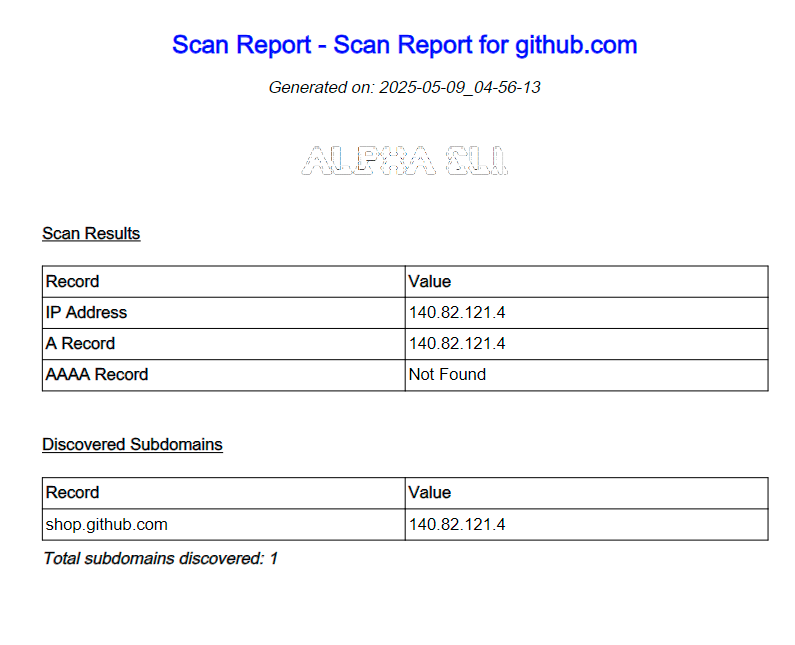 Scan Report - Scan Report for github.com
Generated on: 2025-05-09_04-56-13
ALPHA SLI.
Scan Results
Record Value
IP Address 140.82.121.4
A Record 140.82.121.4
AAAA Record Not Found
Discovered Subdomains
Record Value
shop.github.com 140.82.121.4
Total subdomains discovered: 1